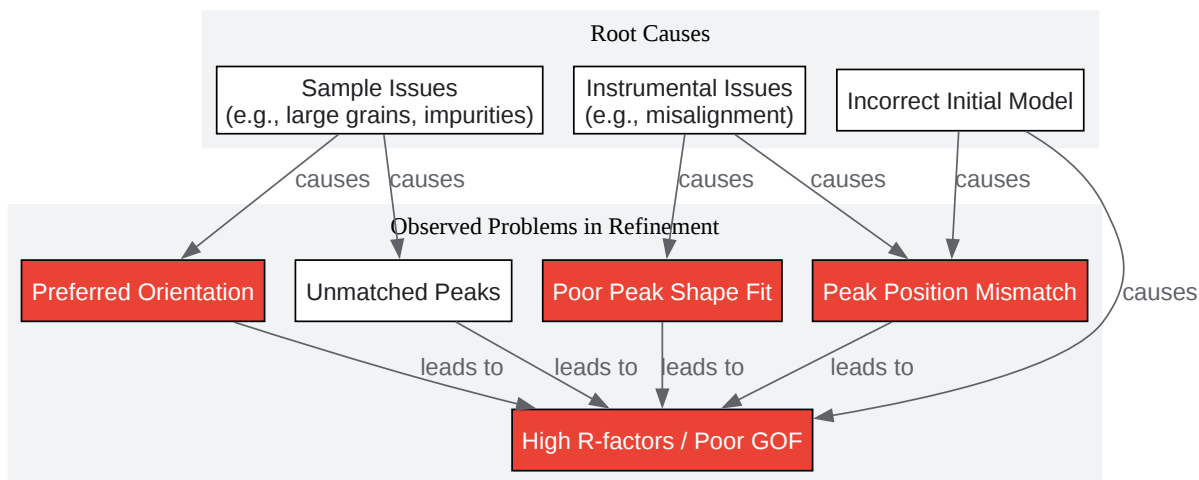 Root Causes
Sample Issues
(e.g., large grains, impurities)
Instrumental Issues
(e.g., misalignment)
Incorrect Initial Model
causes
causes
causes
causes
causes
Observed Problems in Refinement
Preferred Orientation
Unmatched Peaks
Poor Peak Shape Fit
Peak Position Mismatch
causes
leads to
leads to
leads to
leads to
High R-factors / Poor GOF